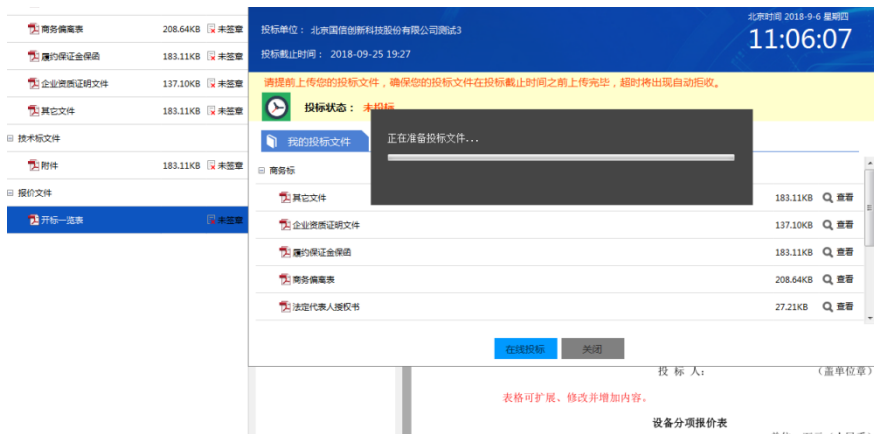 商务偏离表 208.64KB 未签章
履约保证金保函 183.11KB 未签章
企业资质证明文件 137.10KB 未签章
其它文件 183.11KB 未签章
技术标文件
附件 183.11KB 未签章
报价文件
开标一览表 未签章
投标单位： 北京国信创新科技股份有限公司测试3
北京时间 2018-9-6 星期四
投标截止时间： 2018-09-25 19:27
11:06:07
请提前上传您的投标文件，确保您的投标文件在投标截止时间之前上传完毕，超时将出现自动拒收。
投标状态： 未投标
我的投标文件
正在准备投标文件...
商务标
其它文件 183.11KB 查看
企业资质证明文件 137.10KB 查看
履约保证金保函 183.11KB 查看
商务偏离表 208.64KB 查看
法定代表人授权书 27.21KB 查看
在线投标 关闭
投 标 人： （盖单位章）
表格可扩展、修改并增加内容。
设备分项报价表